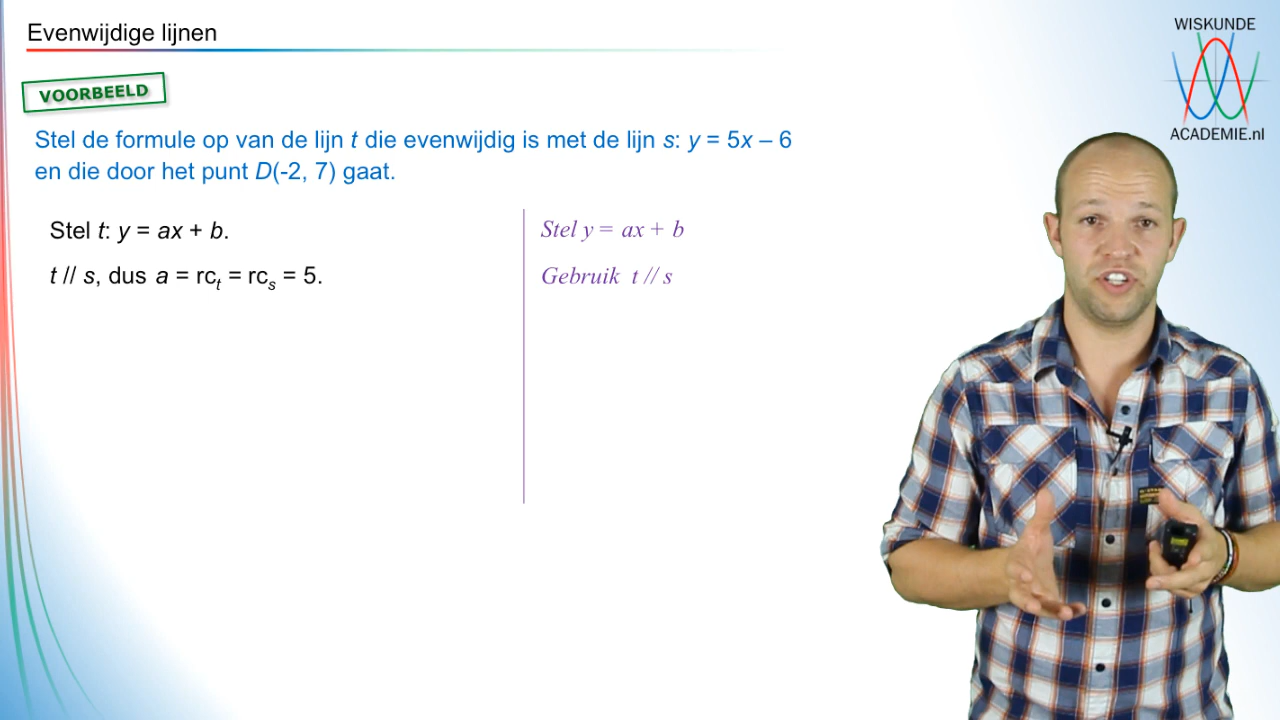 Evenwijdige lijnen
WISKUNDE
ACADEMIE.nl
VOORBEELD
Stel de formule op van de lijn t die evenwijdig is met de lijn s: y = 5x – 6
en die door het punt D(-2, 7) gaat.
Stel t: y = ax + b.
Stel y = ax + b
t // s, dus a = rcₜ = rcₛ = 5.
Gebruik t // s